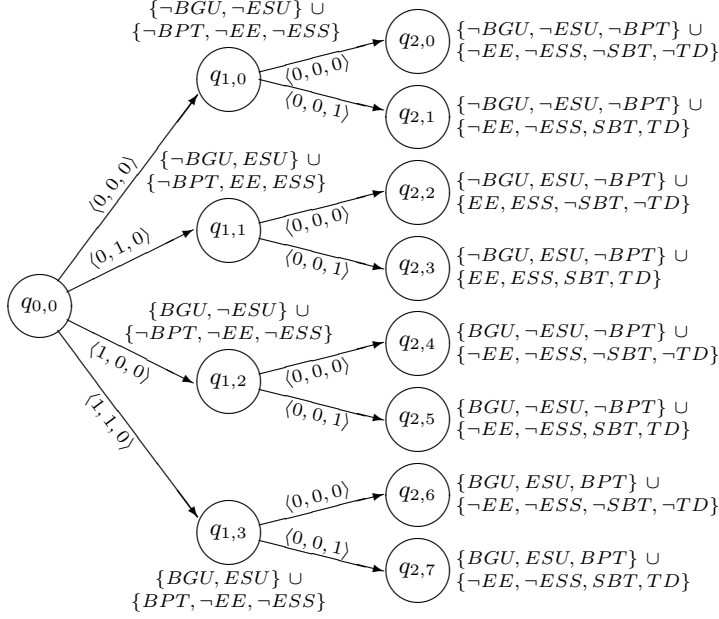 {¬BGU, ¬ESU} ∪
{¬BPT, ¬EE, ¬ESS}
q1,0
⟨0, 0, 0⟩
⟨0, 0, 1⟩
q2,0
{¬BGU, ¬ESU, ¬BPT} ∪
{¬EE, ¬ESS, ¬SBT, ¬TD}
q2,1
{¬BGU, ¬ESU, ¬BPT} ∪
{¬EE, ¬ESS, SBT, TD}
⟨0, 0, 0⟩
{¬BGU, ESU} ∪
{¬BPT, EE, ESS}
q1,1
⟨0, 0, 0⟩
⟨0, 0, 1⟩
q2,2
{¬BGU, ESU, ¬BPT} ∪
{EE, ESS, ¬SBT, ¬TD}
q2,3
{¬BGU, ESU, ¬BPT} ∪
{EE, ESS, SBT, TD}
⟨0, 1, 0⟩
q0,0
{BGU, ¬ESU} ∪
{¬BPT, ¬EE, ¬ESS}
⟨1, 0, 0⟩
q1,2
⟨0, 0, 0⟩
⟨0, 0, 1⟩
q2,4
{BGU, ¬ESU, ¬BPT} ∪
{¬EE, ¬ESS, ¬SBT, ¬TD}
q2,5
{BGU, ¬ESU, ¬BPT} ∪
{¬EE, ¬ESS, SBT, TD}
⟨1, 1, 0⟩
q1,3
{BGU, ESU} ∪
{BPT, ¬EE, ¬ESS}
⟨0, 0, 0⟩
⟨0, 0, 1⟩
q2,6
{BGU, ESU, BPT} ∪
{¬EE, ¬ESS, ¬SBT, ¬TD}
q2,7
{BGU, ESU, BPT} ∪
{¬EE, ¬ESS, SBT, TD}